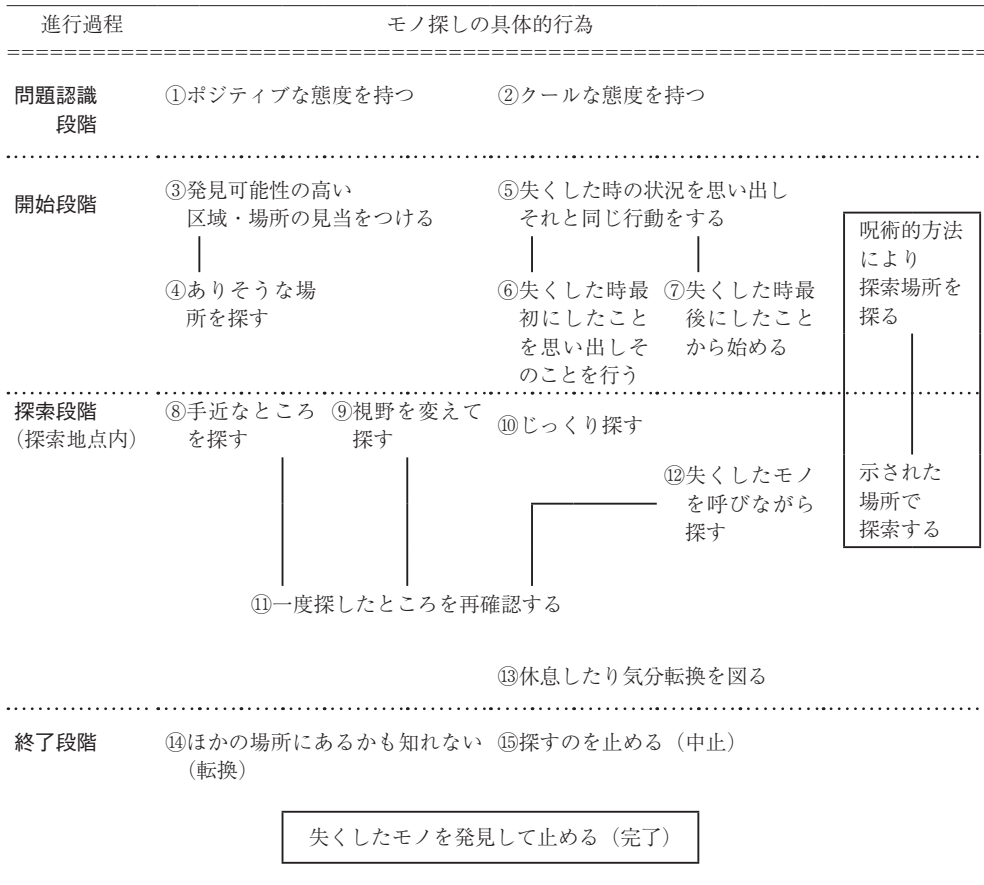 進行過程 モノ探しの具体的行為
問題認識 ①ポジティブな態度を持つ ②クールな態度を持つ
段階
開始段階
③発見可能性の高い
区域・場所の見当をつける
④ありそうな場
所を探す
⑤失くした時の状況を思い出し
それと同じ行動をする
⑥失くした時最
初にしたこと
を思い出しそ
のことを行う
⑦失くした時最
後にしたこと
から始める
呪術的方法
により
探索場所を
探る
探索段階
（探索地点内）
⑧手近なところ
を探す
⑨視野を変えて
探す
⑩じっくり探す
⑫失くしたモノ
を呼びながら
探す
示された
場所で
探索する
⑪一度探したところを再確認する
⑬休息したり気分転換を図る
終了段階
⑭ほかの場所にあるかも知れない
（転換）
⑮探すのを止める（中止）
失くしたモノを発見して止める（完了）